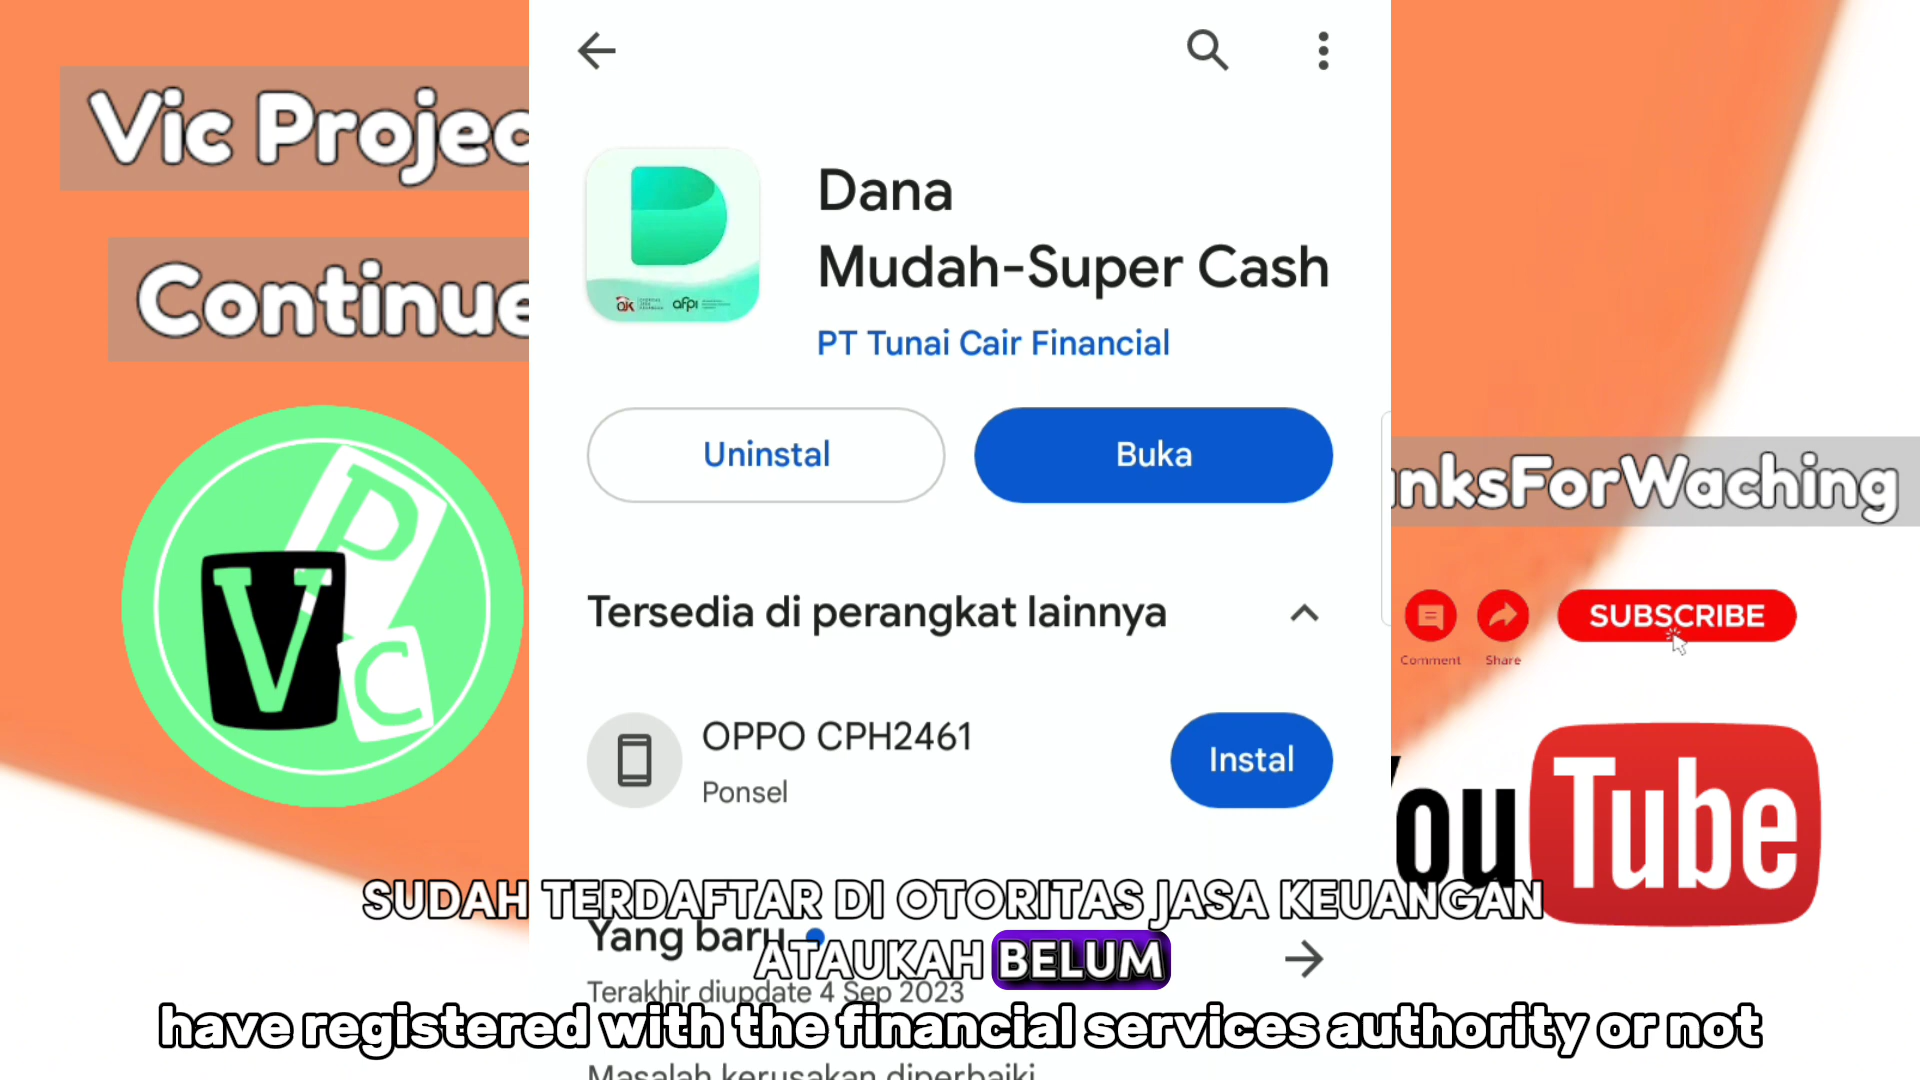 Vic Projec
Continue
P
V
C
Dana
Mudah-Super Cash
PT Tunai Cair Financial
afpi
Uninstal
Buka
Tersedia di perangkat lainnya
OPPO CPH2461
Ponsel
Instal
nksForWaching
SUBSCRIBE
Comment
Share
ou Tube
SUDAH TERDAFTAR DI OTORITAS JASA KEUANGAN
Yang baru
ATAUKAH BELUM
Terakhir diupdate 4 Sep 2023
have registered with the financial services authority or not
Masalah kerusakan diperbaiki